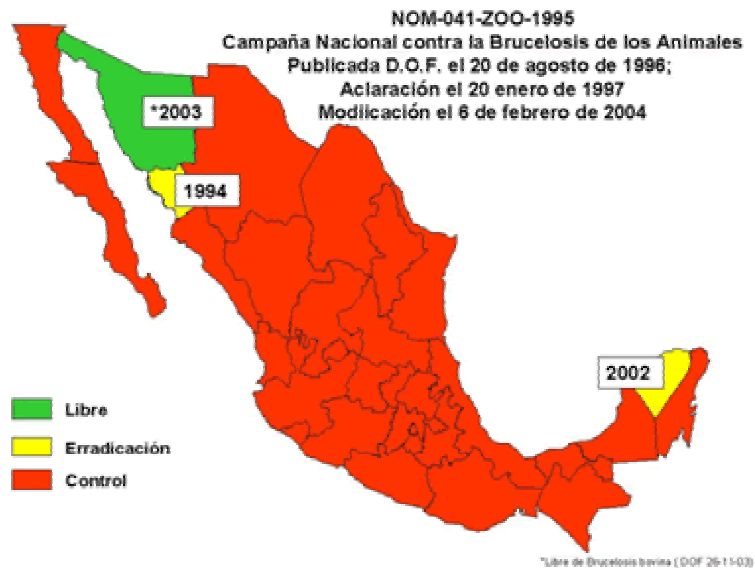 NOM-041-ZOO-1995
Campaña Nacional contra la Brucelosis de los Animales
Publicada D.O.F. el 20 de agosto de 1996;
Aclaración el 20 enero de 1997
Modiicación el 6 de febrero de 2004
*2003
1994
2002
Libre
Erradicación
Control
*Libre de Brucelosis bovina ( DOF 26-11-03)